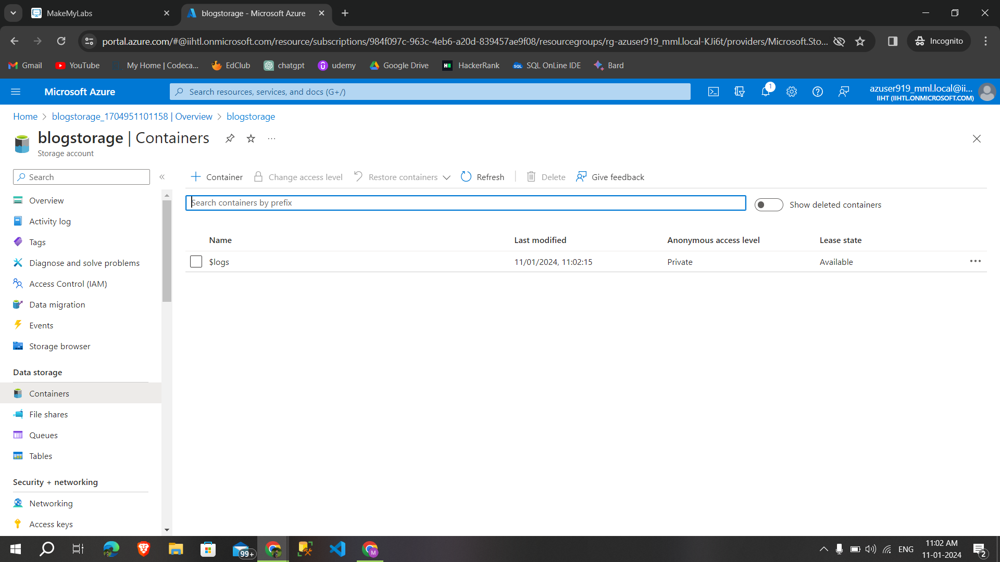 MakeMyLabs
blogstorage - Microsoft Azure
portal.azure.com/#@iihtl.onmicrosoft.com/resource/subscriptions/984f097c-963c-4eb6-a20d-839457ae9f08/resourcegroups/rg-azuser919_mml.local-KJi6t/providers/Microsoft.Sto...
Incognito
Gmail
YouTube
My Home | Codeca...
EdClub
chatgpt
udemy
Google Drive
HackerRank
SQL OnLine IDE
Bard
Microsoft Azure
Search resources, services, and docs (G+/)
1
azuser919_mml.local@ii...
IIHT (IIHTL.ONMICROSOFT.COM)
Home > blogstorage_1704951101158 | Overview > blogstorage
blogstorage | Containers
Storage account
Search
Container
Change access level
Restore containers
Refresh
Delete
Give feedback
Search containers by prefix
Show deleted containers
Name Last modified Anonymous access level Lease state
$logs 11/01/2024, 11:02:15 Private Available
Overview
Activity log
Tags
Diagnose and solve problems
Access Control (IAM)
Data migration
Events
Storage browser
Data storage
Containers
File shares
Queues
Tables
Security + networking
Networking
Access keys
99+
M
ENG
11:02 AM
11-01-2024
2